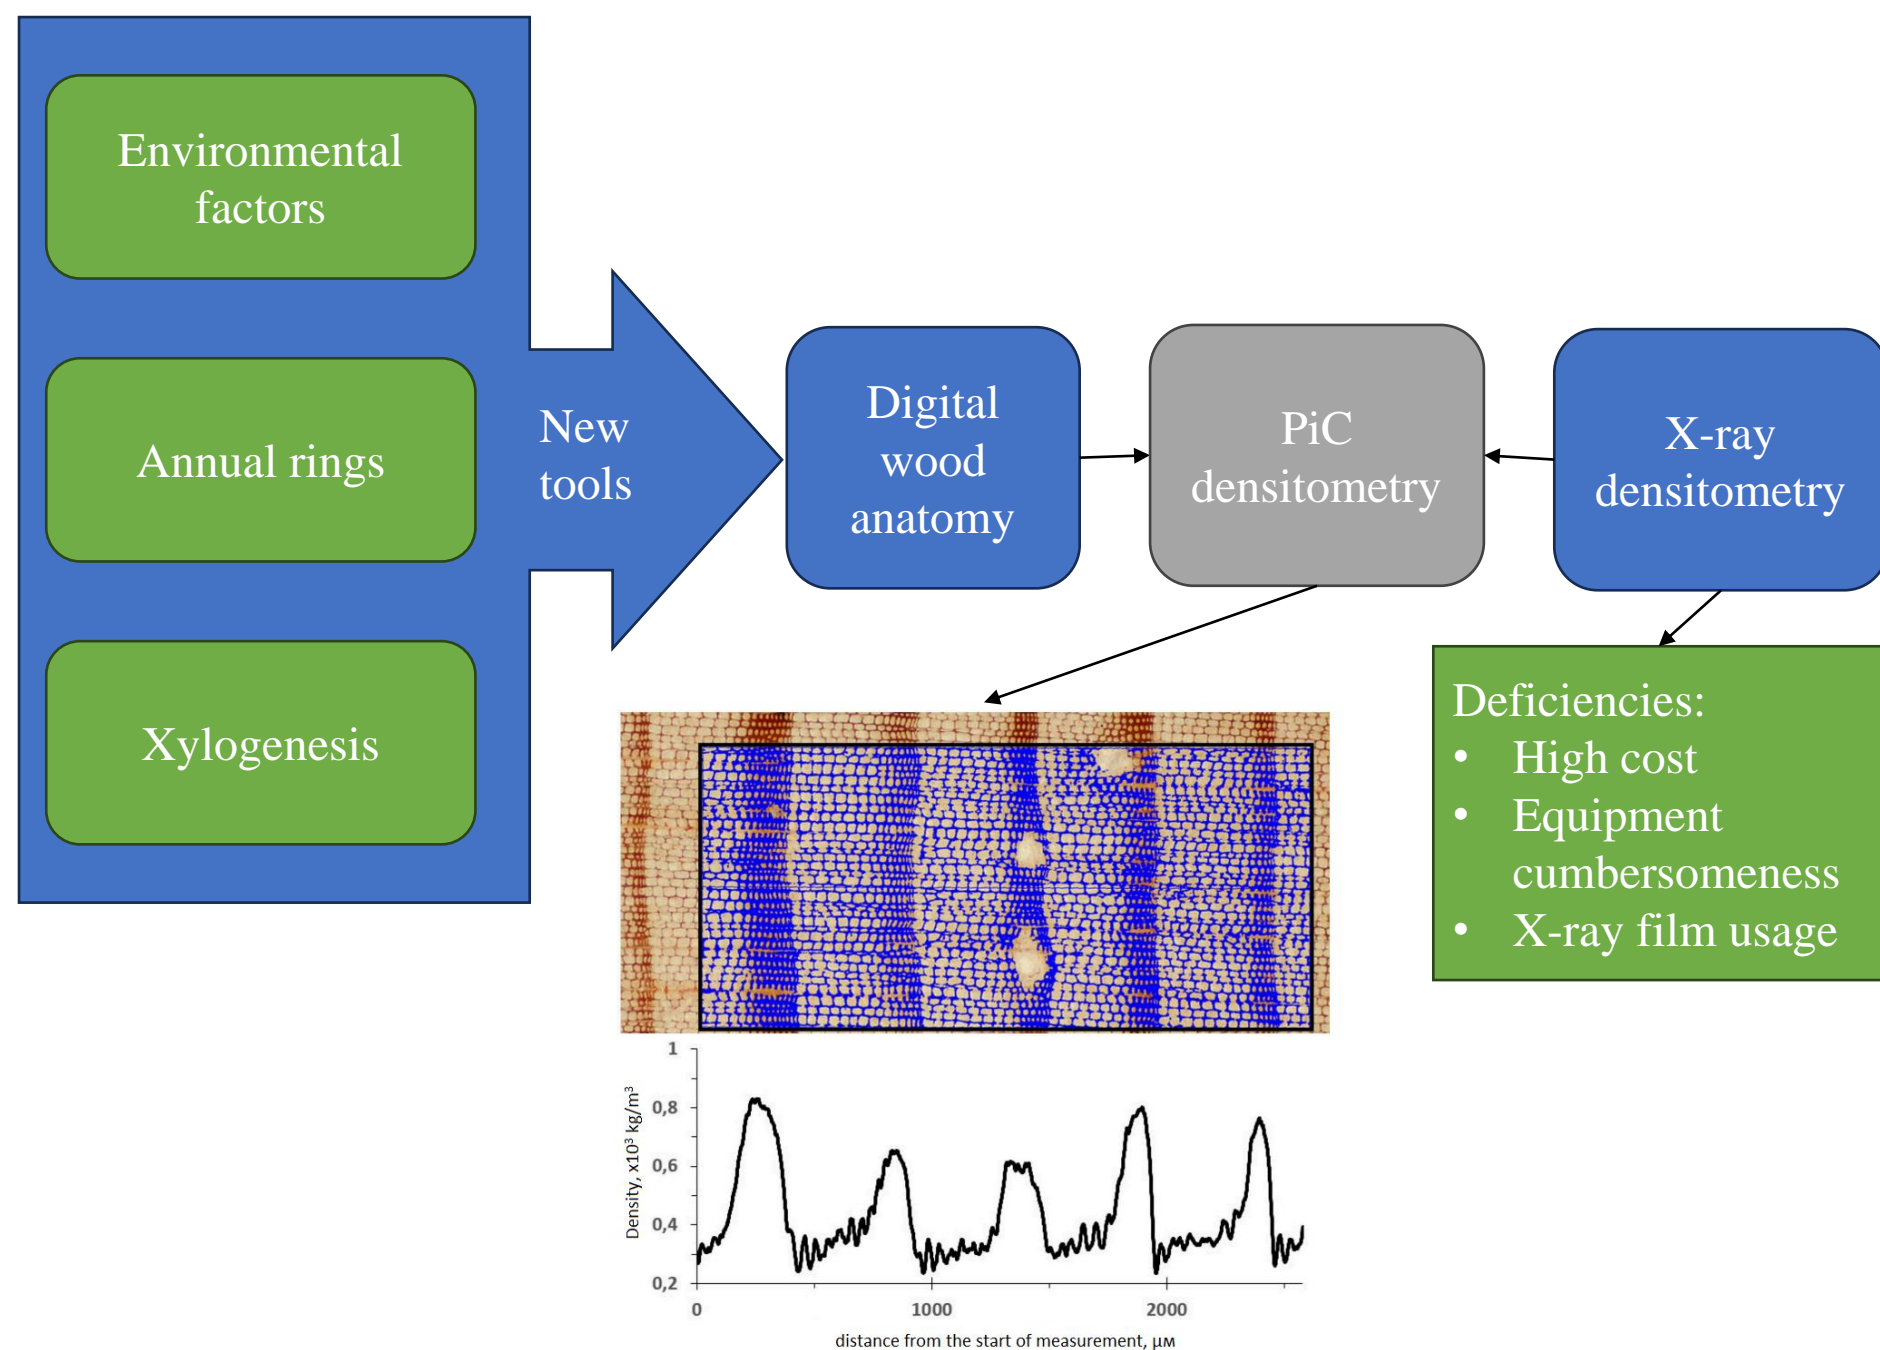 Environmental
factors
Annual rings
Xylogenesis
New
tools
Digital
wood
anatomy
PiC
densitometry
X-ray
densitometry
Deficiencies:
• High cost
• Equipment
cumbersomeness
• X-ray film usage
Density, x10³ kg/m³
1
0,8
0,6
0,4
0,2
0
1000
2000
distance from the start of measurement, µм